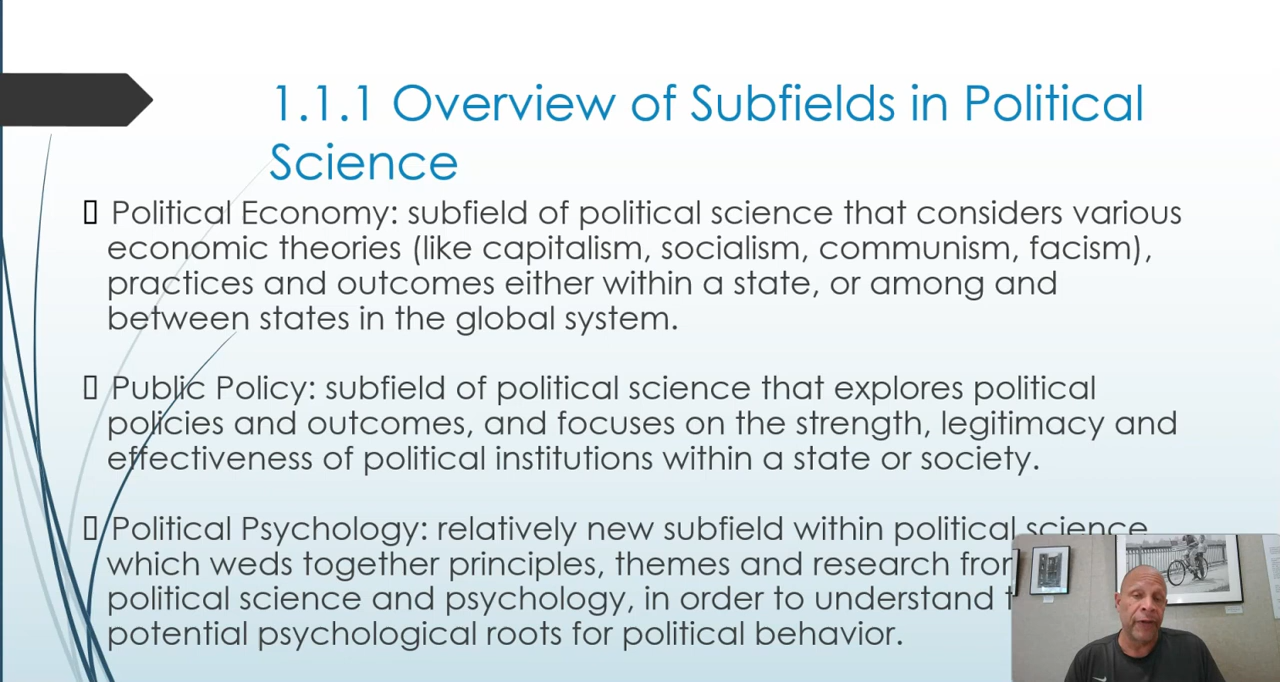 1.1.1 Overview of Subfields in Political
Science
Political Economy: subfield of political science that considers various
economic theories (like capitalism, socialism, communism, facism),
practices and outcomes either within a state, or among and
between states in the global system.
Public Policy: subfield of political science that explores political
policies and outcomes, and focuses on the strength, legitimacy and
effectiveness of political institutions within a state or society.
Political Psychology: relatively new subfield within political science
which weds together principles, themes and research
political science and psychology, in order to understand
potential psychological roots for political behavior.